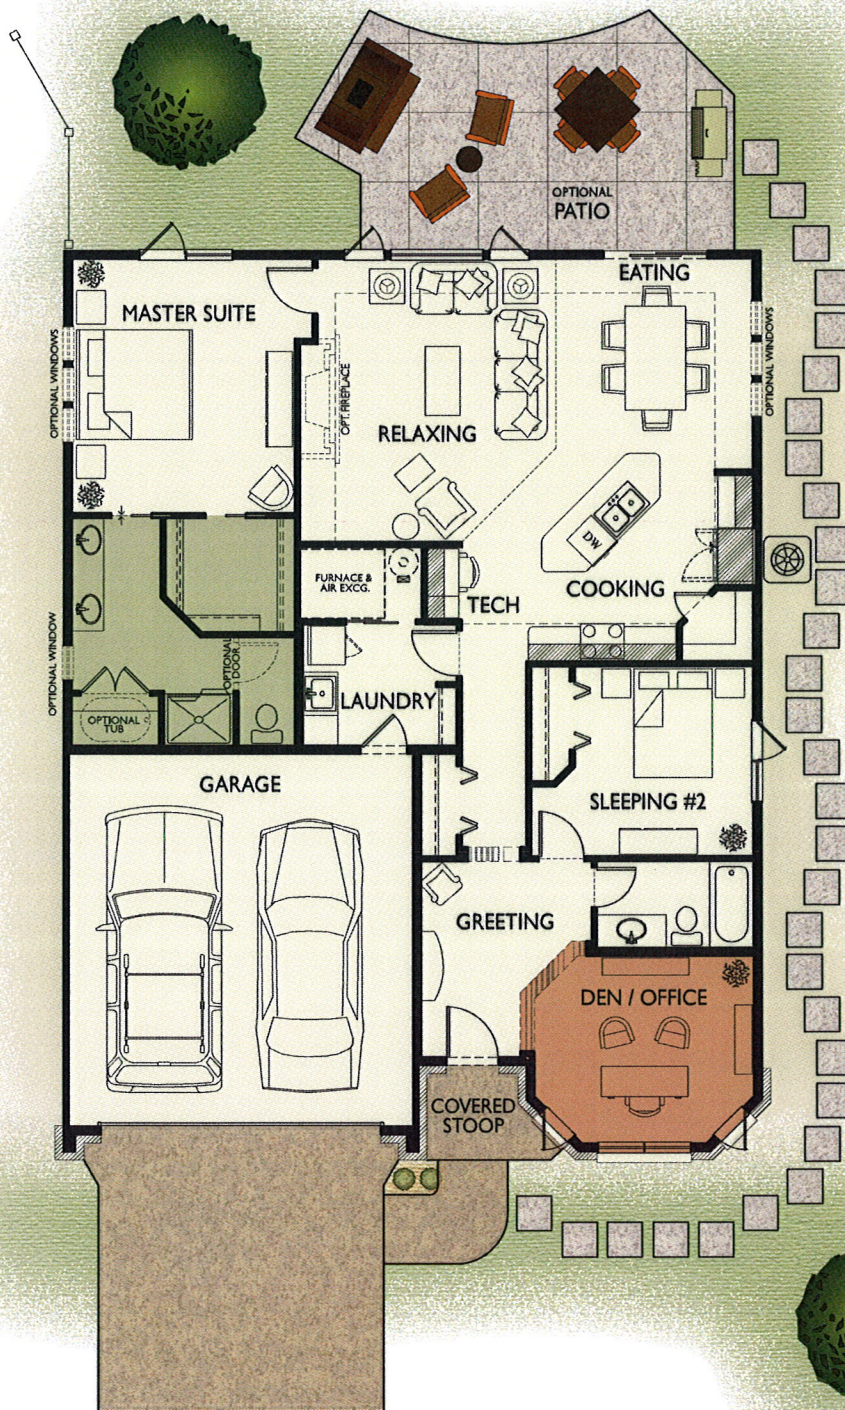 OPTIONAL
PATIO
EATING
MASTER SUITE
OPTIONAL WINDOWS
OPTIONAL WINDOWS
OPT. FIREPLACE
RELAXING
DW
COOKING
FURNACE &
AIR EXCG.
TECH
OPTIONAL WINDOW
OPTIONAL
DOOR
LAUNDRY
OPTIONAL
TUB
GARAGE
SLEEPING #2
GREETING
DEN / OFFICE
COVERED
STOOP